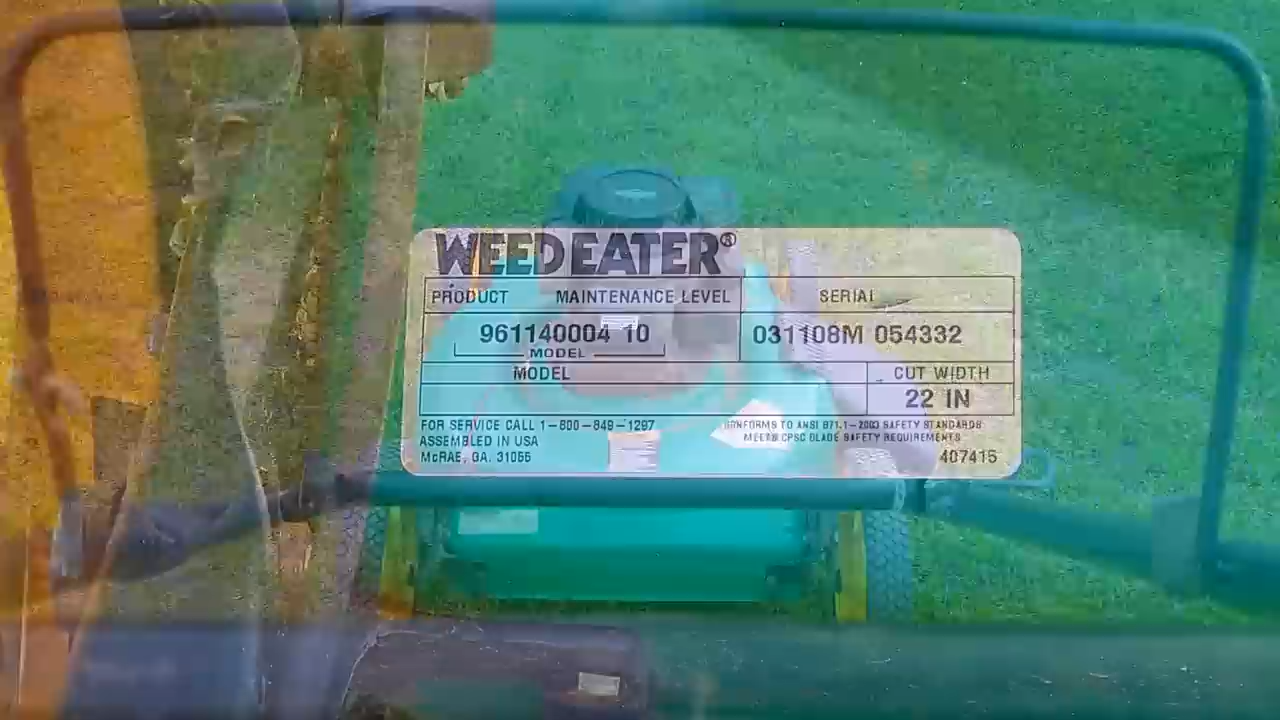 WEEDEATER®
PRODUCT MAINTENANCE LEVEL SERIAL
961140004 10 031108M 054332
MODEL
MODEL CUT WIDTH
22 IN
FOR SERVICE CALL 1-800-849-1297
ASSEMBLED IN USA
McRAE, GA. 31055
CONFORMS TO ANSI B71.1-2003 SAFETY STANDARDS
MEETS CPSC BLADE SAFETY REQUIREMENTS
407415